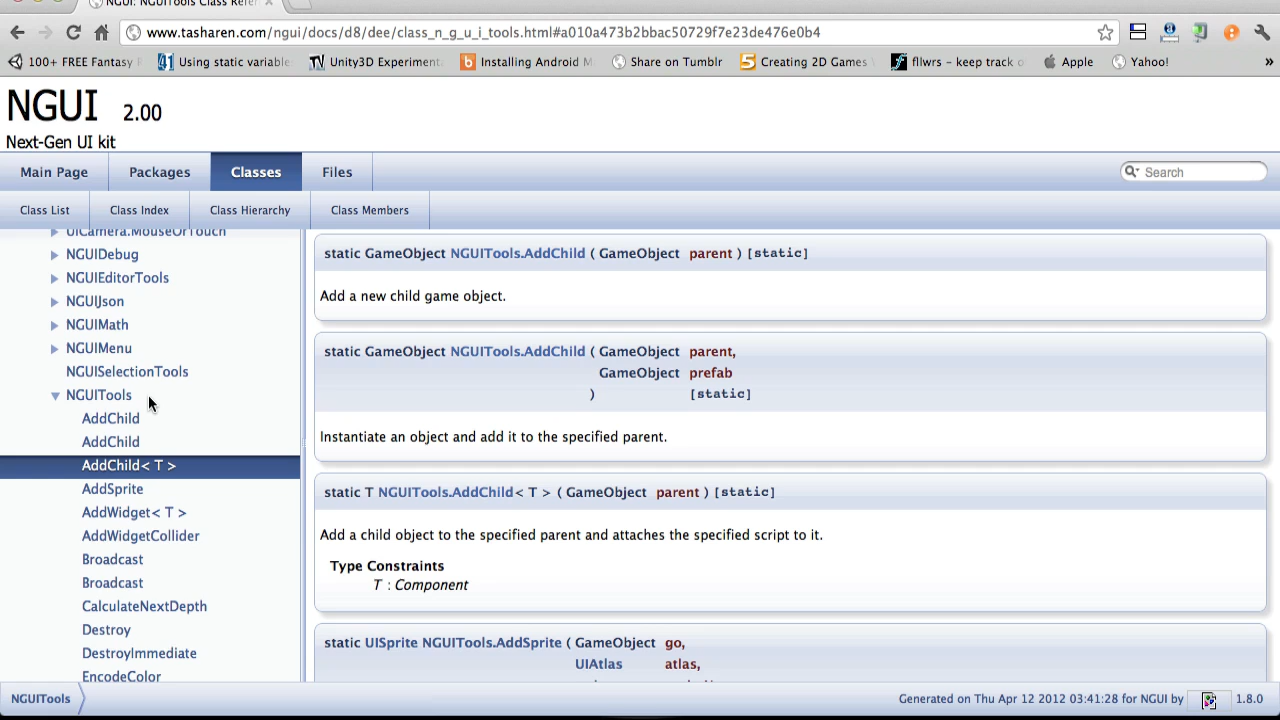 NGUI: NGUITools Class Refe
www.tasharen.com/ngui/docs/d8/dee/class_n_g_u_i_tools.html#a010a473b2bbac50729f7e23de476e0b4
100+ FREE Fantasy
Using static variable
Unity3D Experiment
Installing Android M
Share on Tumblr
Creating 2D Games
fllwrs – keep track o
Apple
Yahoo!
»
NGUI 2.00
Next-Gen UI kit
Main Page
Packages
Classes
Files
Search
Class List
Class Index
Class Hierarchy
Class Members
UICamera.MouseOrTouch
NGUIDebug
NGUIEditorTools
NGUIJson
NGUIMath
NGUIMenu
NGUISelectionTools
NGUITools
AddChild
AddChild
AddChild< T >
AddSprite
AddWidget< T >
AddWidgetCollider
Broadcast
Broadcast
CalculateNextDepth
Destroy
DestroyImmediate
EncodeColor
static GameObject NGUITools.AddChild ( GameObject parent ) [static]
Add a new child game object.
static GameObject NGUITools.AddChild ( GameObject parent,
GameObject prefab
) [static]
Instantiate an object and add it to the specified parent.
static T NGUITools.AddChild< T > ( GameObject parent ) [static]
Add a child object to the specified parent and attaches the specified script to it.
Type Constraints
T : Component
static UISprite NGUITools.AddSprite ( GameObject go,
UIAtlas atlas,
NGUITools
Generated on Thu Apr 12 2012 03:41:28 for NGUI by
1.8.0